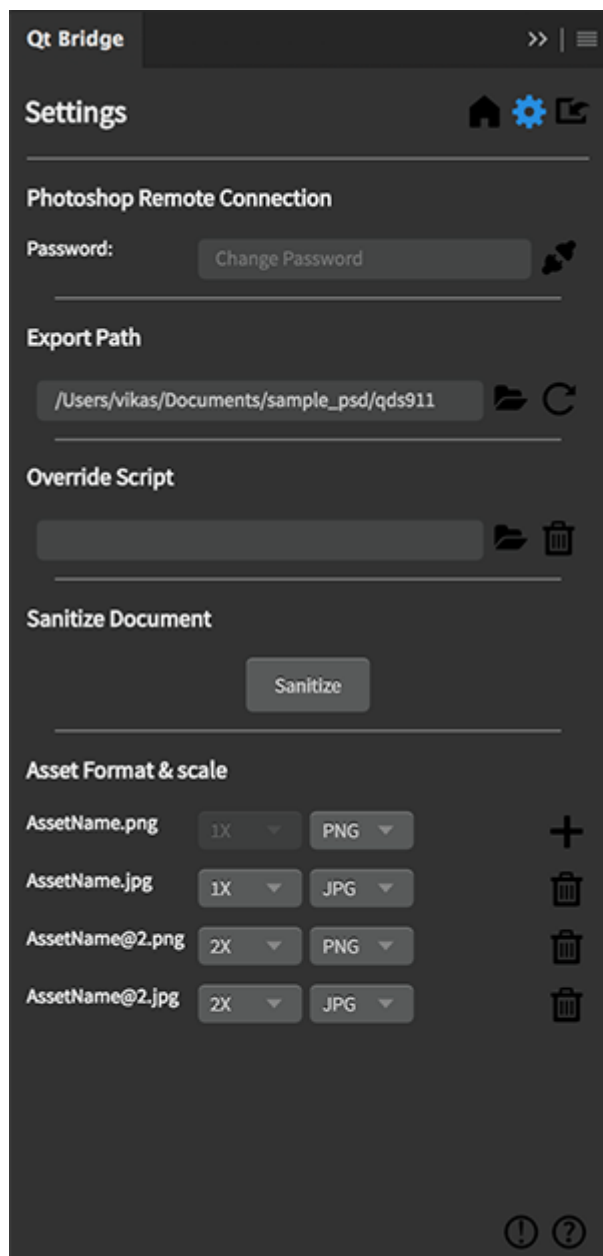 Qt Bridge
Settings
Photoshop Remote Connection
Password: Change Password
Export Path
/Users/vikas/Documents/sample_psd/qds911
Override Script
Sanitize Document
Sanitize
Asset Format & scale
AssetName.png 1X PNG
AssetName.jpg 1X JPG
AssetName@2.png 2X PNG
AssetName@2.jpg 2X JPG